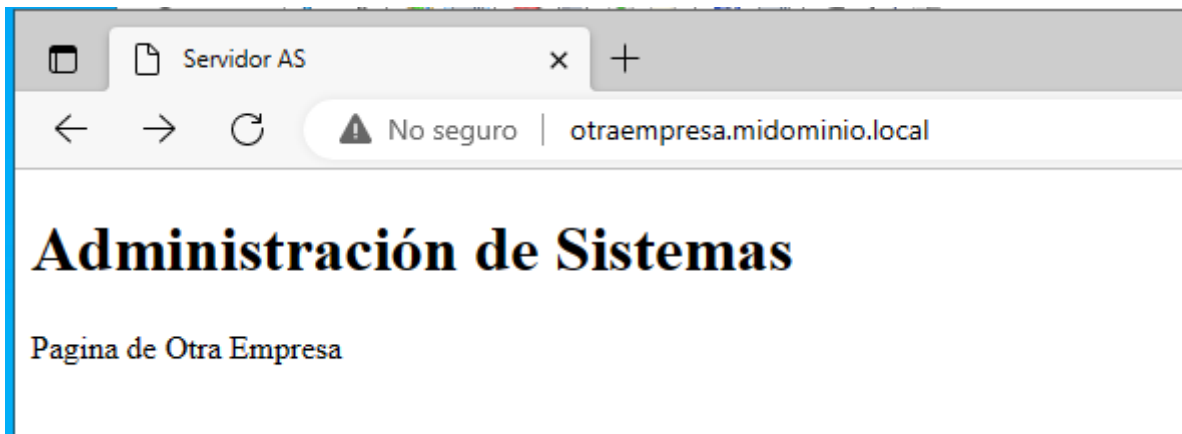 Servidor AS
No seguro | otraempresa.midominio.local
Administración de Sistemas
Pagina de Otra Empresa